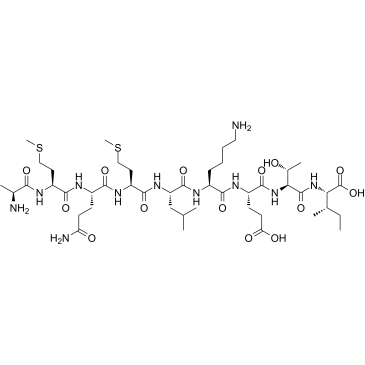 NH₂
S S
HO
O H O H O H O H O
N N N N OH
N N N N
H H H H
NH₂ O O O O
H₂N O O OH